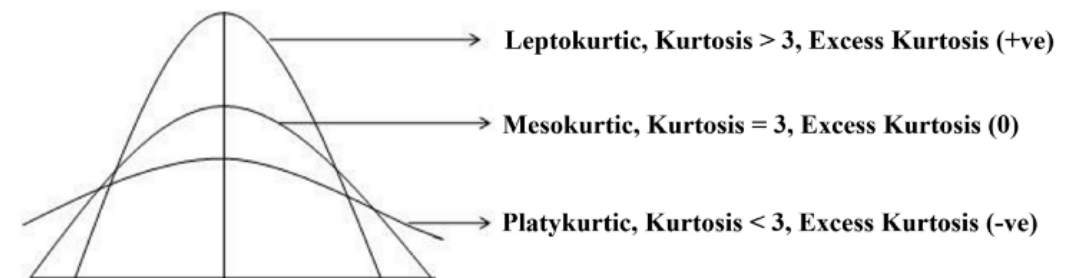 Leptokurtic, Kurtosis > 3, Excess Kurtosis (+ve)
Mesokurtic, Kurtosis = 3, Excess Kurtosis (0)
Platykurtic, Kurtosis < 3, Excess Kurtosis (-ve)